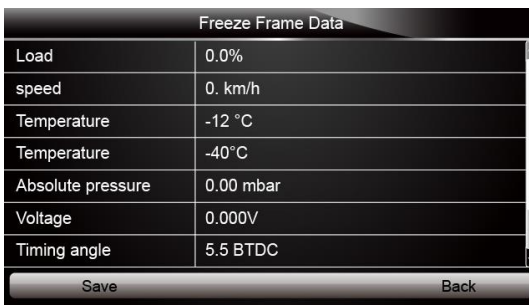 Freeze Frame Data
Load 0.0%
speed 0. km/h
Temperature -12 °C
Temperature -40°C
Absolute pressure 0.00 mbar
Voltage 0.000V
Timing angle 5.5 BTDC
Save Back